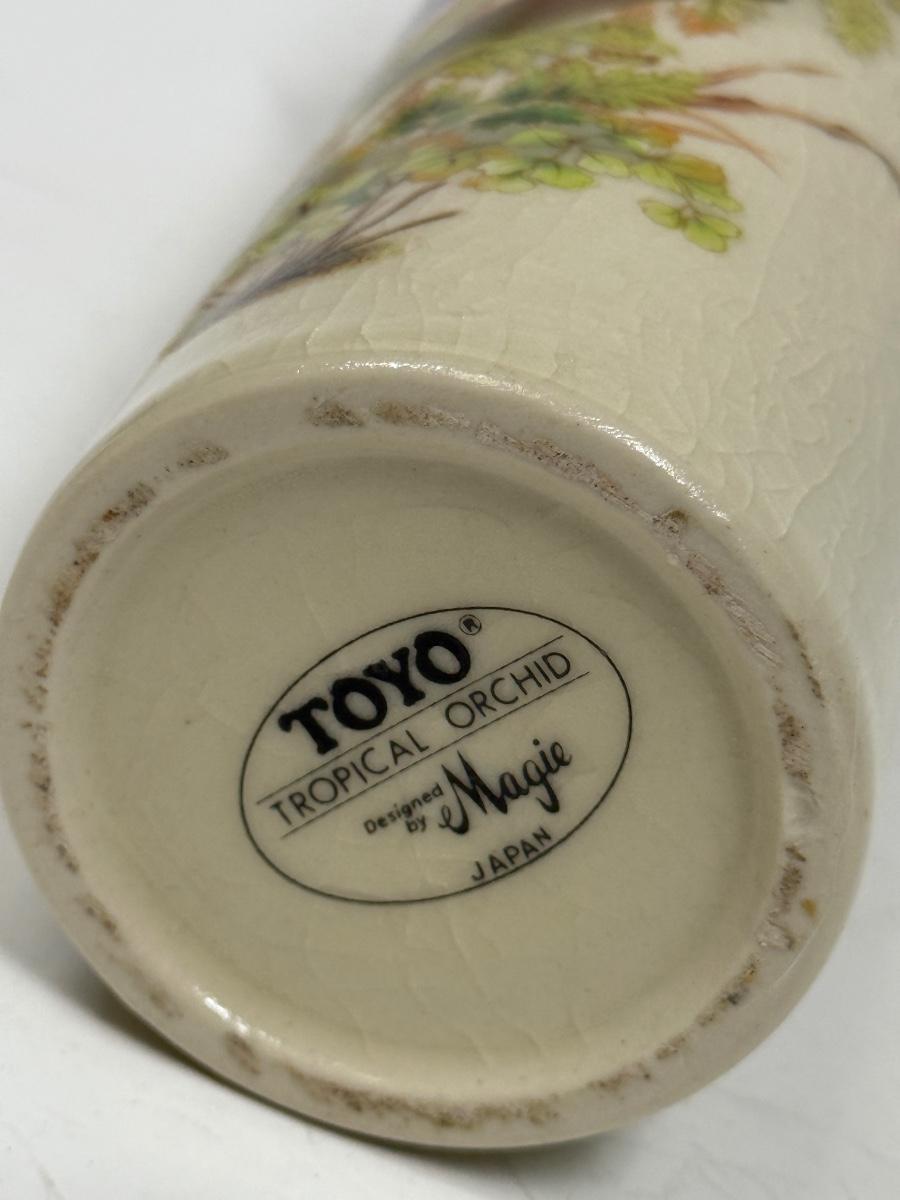 TOYO®
TROPICAL ORCHID
Designed by Magie
JAPAN